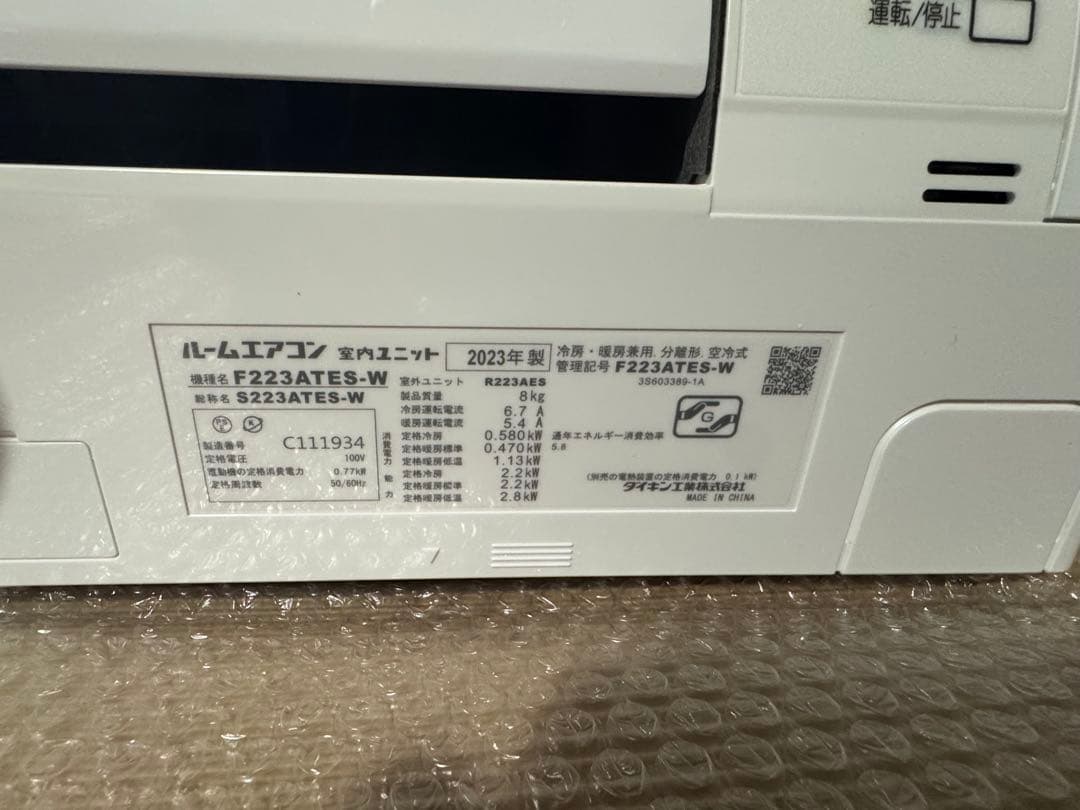 運転/停止
ルームエアコン 室内ユニット 2023年製 冷房・暖房兼用.分離形.空冷式
管理記号 F223ATES-W
3S603389-1A
機種名 F223ATES-W
総称名 S223ATES-W
PS E
製造番号 C111934
定格電圧 100V
電動機の定格消費電力 0.77kW
定格周波数 50/60Hz
室外ユニット R223AES
製品質量 8kg
冷房運転電流 6.7 A
暖房運転電流 5.4 A
消費電力
定格冷房 0.580kW
定格暖房標準 0.470kW
定格暖房低温 1.13kW
能力
定格冷房 2.2kW
定格暖房標準 2.2kW
定格暖房低温 2.8kW
通年エネルギー消費効率
5.8
G
(別売の電熱装置の定格消費電力 0.1 kW)
ダイキン工業株式会社
MADE IN CHINA